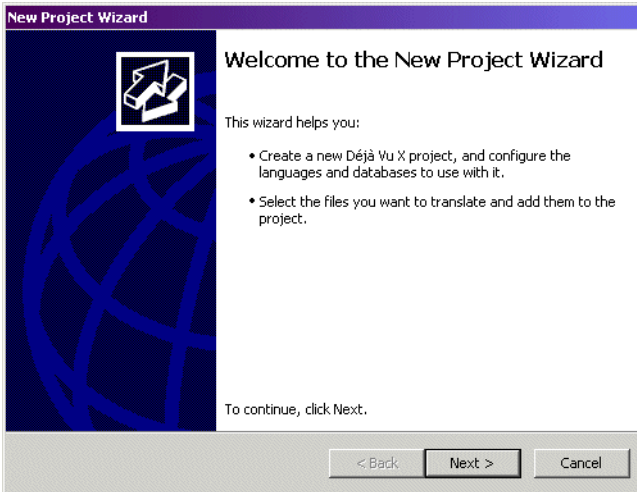 New Project Wizard
Welcome to the New Project Wizard
This wizard helps you:
• Create a new Déjà Vu X project, and configure the
languages and databases to use with it.
• Select the files you want to translate and add them to the
project.
To continue, click Next.
< Back
Next >
Cancel